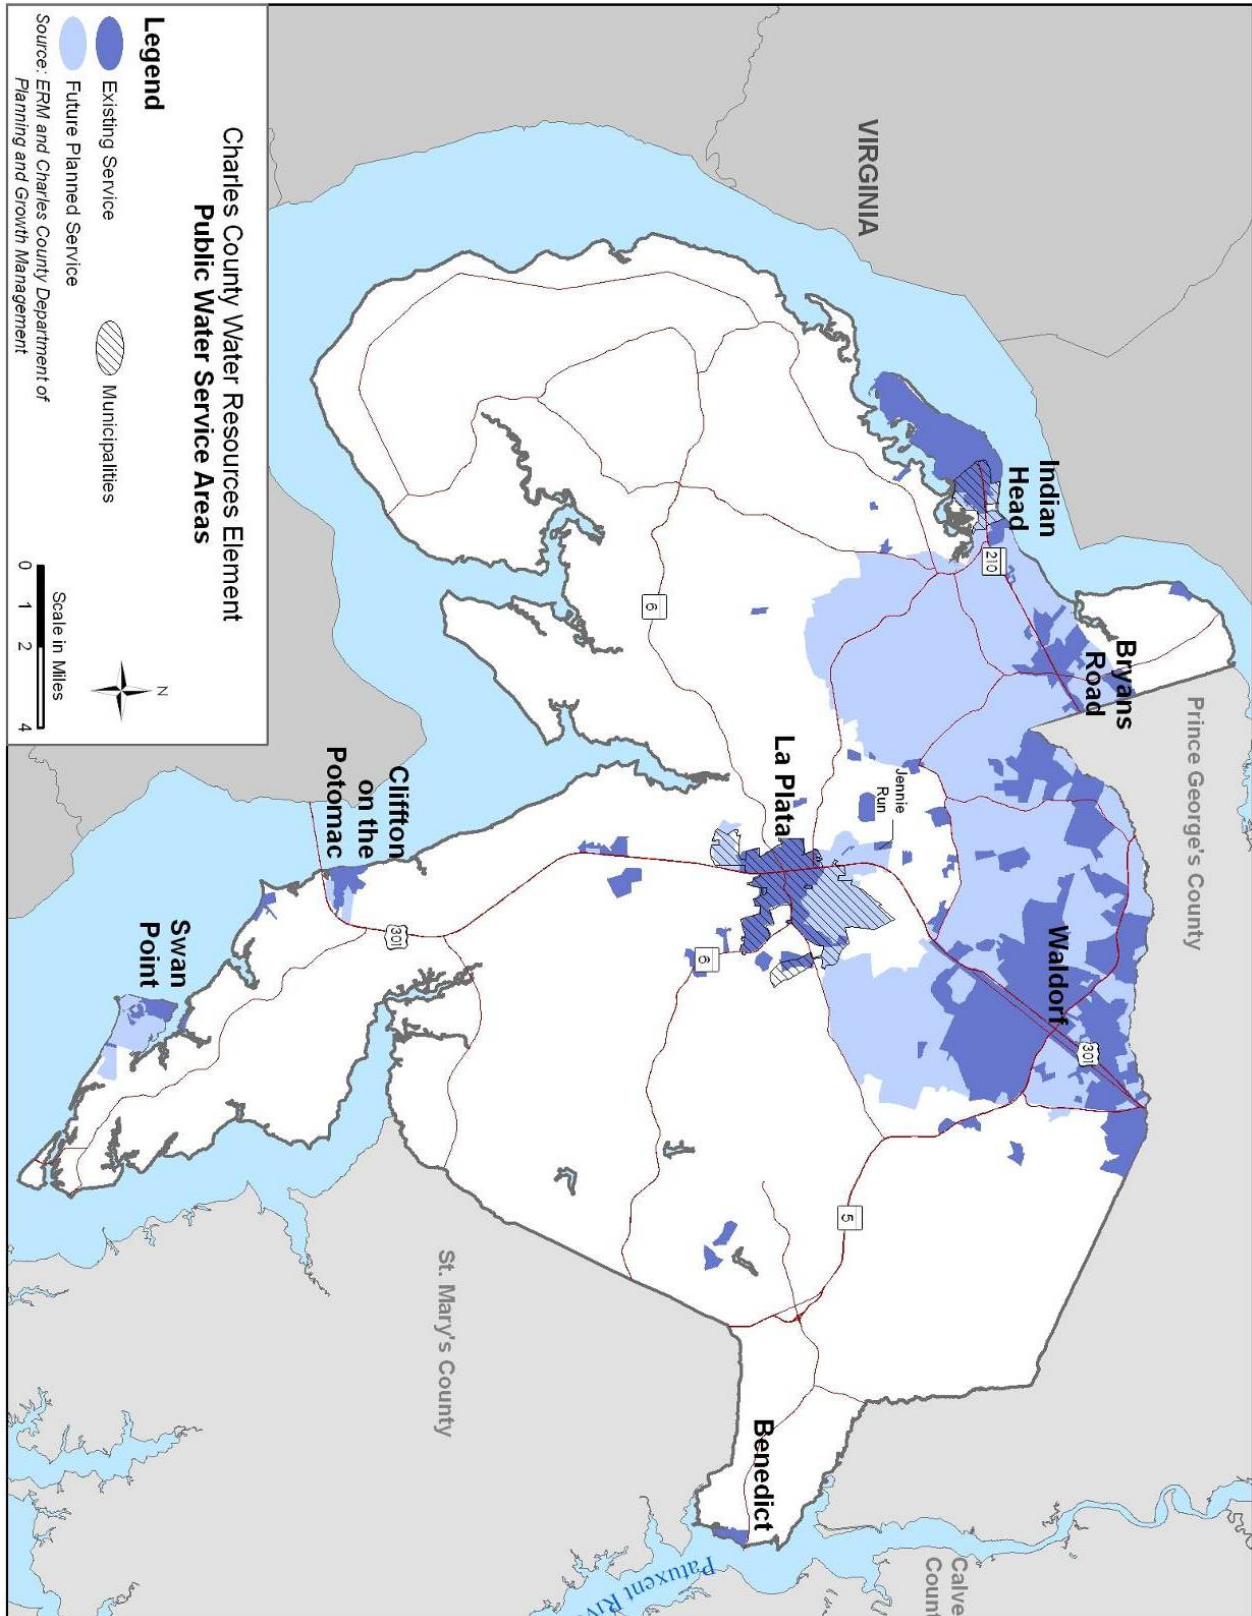 VIRGINIA
Prince George's County
Indian
Head
210
Bryans
Road
Waldorf
301
Jennie
Run
La Plata
6
6
5
Cliffton
on the
Potomac
301
Swan
Point
Benedict
St. Mary's County
Calve
Count
Patuxent Riv
Charles County Water Resources Element
Public Water Service Areas
Legend
Existing Service
Future Planned Service
Municipalities
N
Scale in Miles
0 1 2 4
Source: ERM and Charles County Department of
Planning and Growth Management